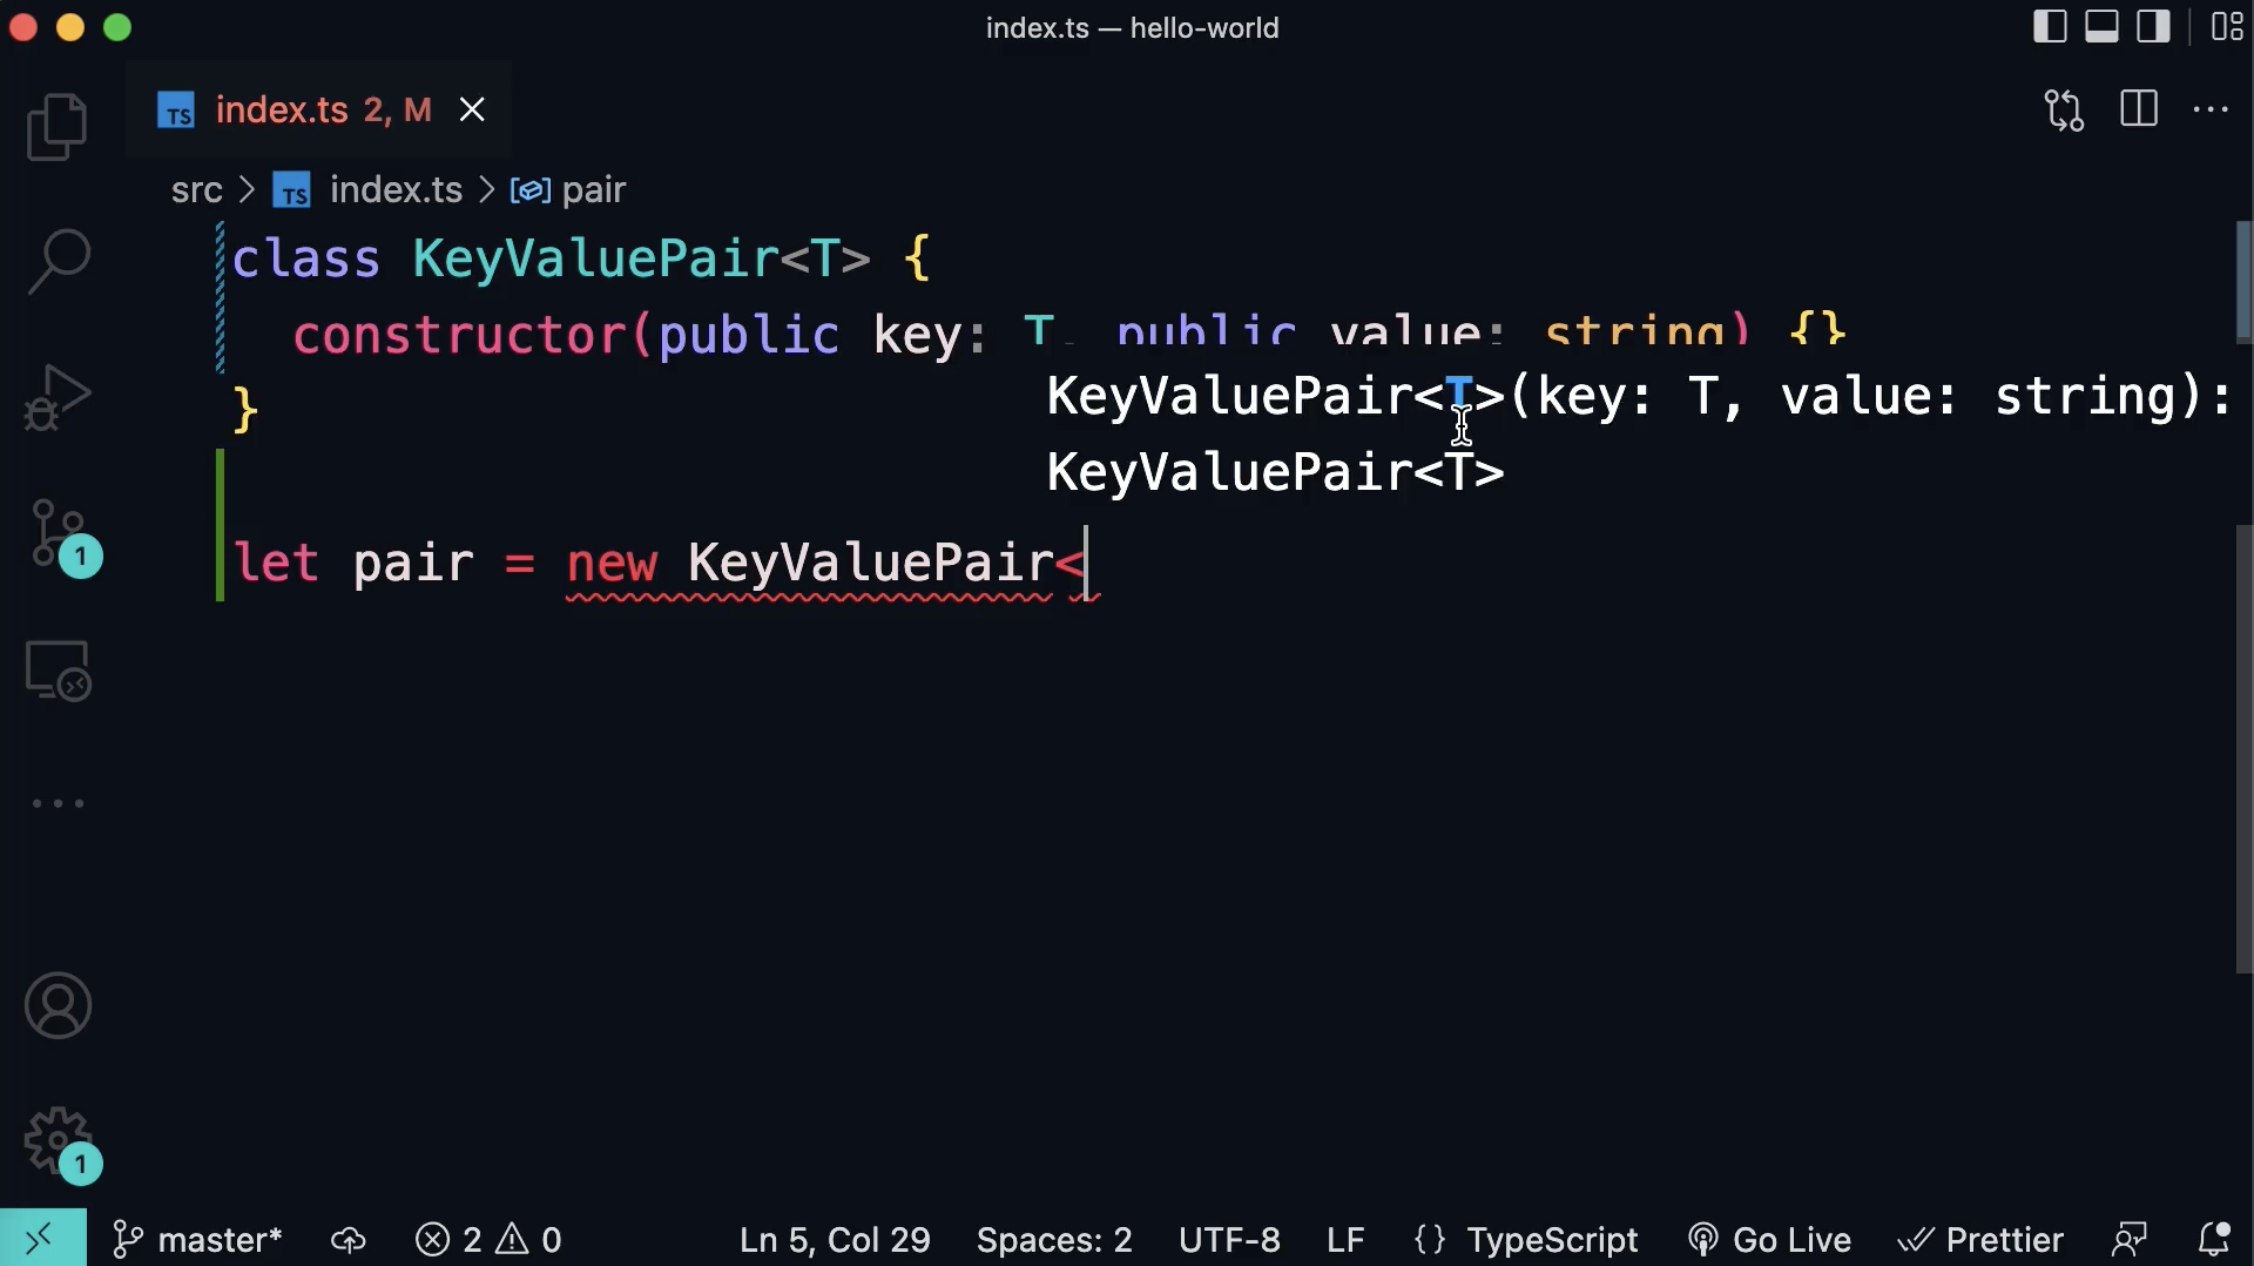 index.ts — hello-world
TS index.ts 2, M
src > TS index.ts > pair
class KeyValuePair<T> {
constructor(public key: T, public value: string) {}
KeyValuePair<T>(key: T, value: string):
}
KeyValuePair<T>
let pair = new KeyValuePair<
1
1
master* 2 0 Ln 5, Col 29 Spaces: 2 UTF-8 LF {} TypeScript Go Live Prettier